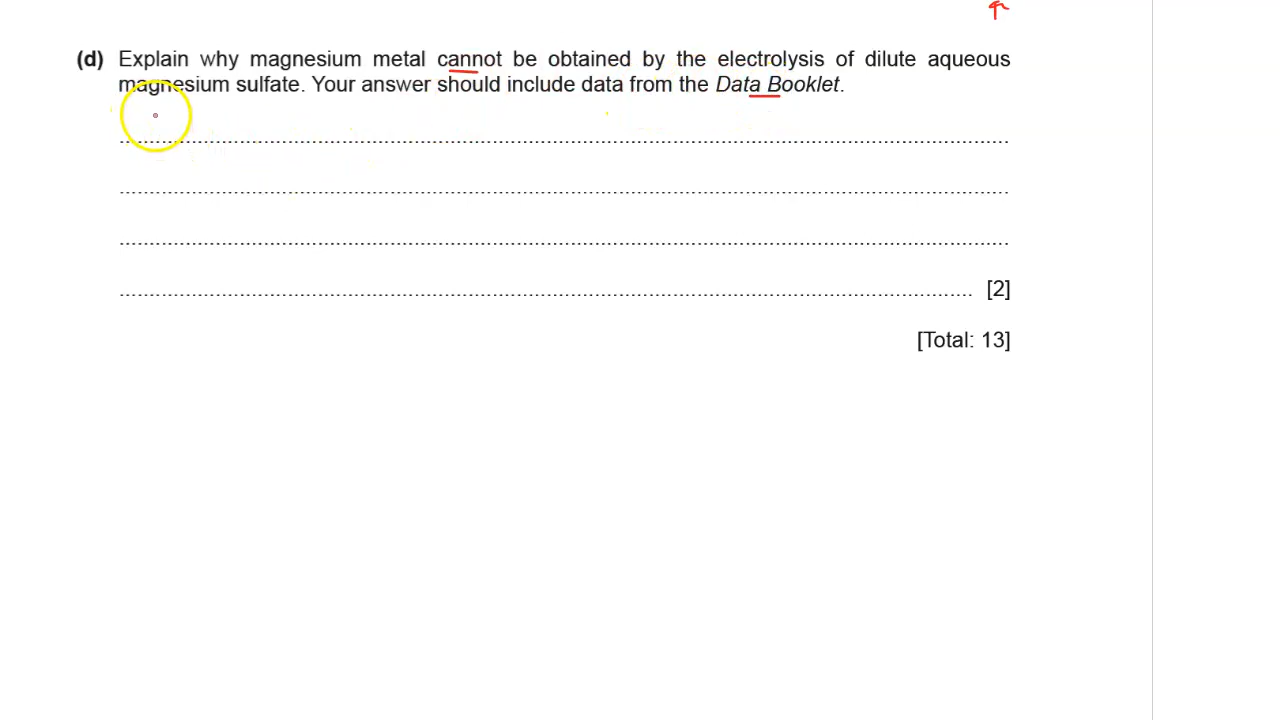 (d) Explain why magnesium metal cannot be obtained by the electrolysis of dilute aqueous
magnesium sulfate. Your answer should include data from the Data Booklet.
[2]
[Total: 13]